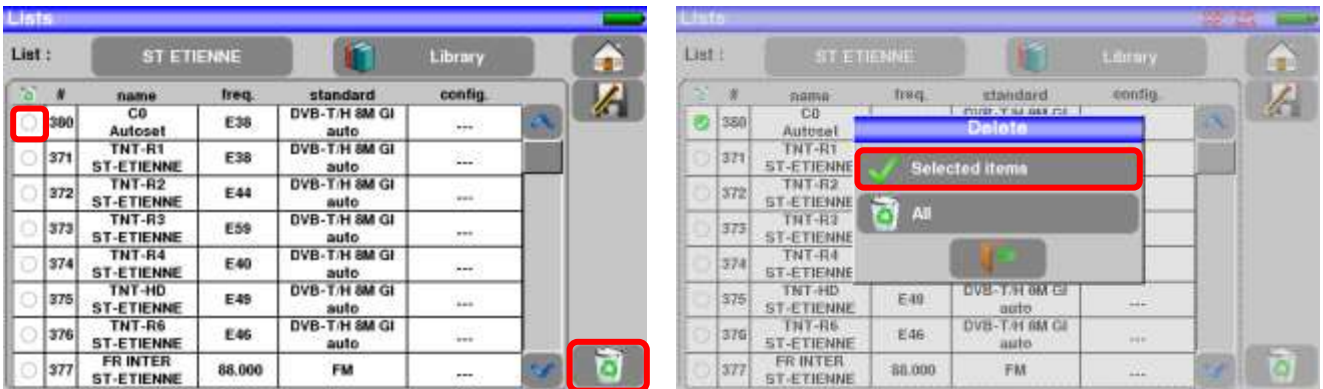 Lists
List : ST ETIENNE Library
# name freq. standard config.
380 C0 Autoset E38 DVB-T/H 8M GI auto ---
371 TNT-R1 ST-ETIENNE E38 DVB-T/H 8M GI auto ---
372 TNT-R2 ST-ETIENNE E44 DVB-T/H 8M GI auto ---
373 TNT-R3 ST-ETIENNE E59 DVB-T/H 8M GI auto ---
374 TNT-R4 ST-ETIENNE E40 DVB-T/H 8M GI auto ---
375 TNT-HD ST-ETIENNE E49 DVB-T/H 8M GI auto ---
376 TNT-R6 ST-ETIENNE E46 DVB-T/H 8M GI auto ---
377 FR INTER ST-ETIENNE 88.000 FM ---
Lists
List : ST ETIENNE Library
# name freq. standard config.
380 C0 Autoset DVB-T/H 8M GI
371 TNT-R1 ST-ETIENNE
372 TNT-R2 ST-ETIENNE
373 TNT-R3 ST-ETIENNE
374 TNT-R4 ST-ETIENNE
375 TNT-HD ST-ETIENNE E49 DVB-T/H 8M GI auto ---
376 TNT-R6 ST-ETIENNE E46 DVB-T/H 8M GI auto ---
377 FR INTER ST-ETIENNE 88.000 FM ---
Delete
Selected items
All